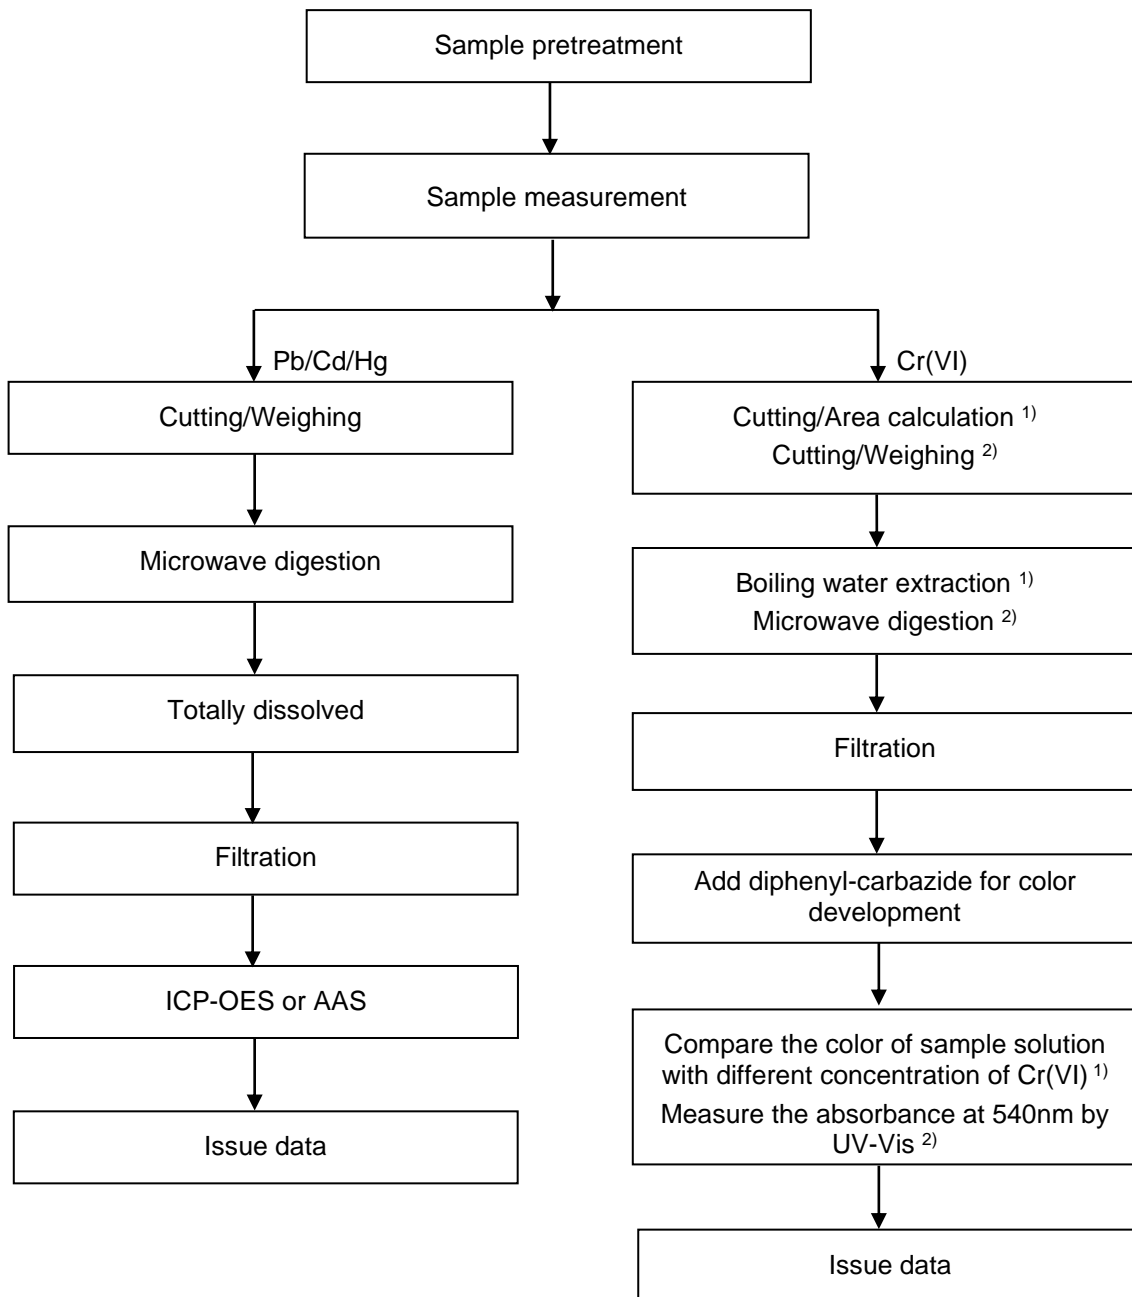 Sample pretreatment
Sample measurement
Pb/Cd/Hg
Cutting/Weighing
Microwave digestion
Totally dissolved
Filtration
ICP-OES or AAS
Issue data
Cr(VI)
Cutting/Area calculation 1)
Cutting/Weighing 2)
Boiling water extraction 1)
Microwave digestion 2)
Filtration
Add diphenyl-carbazide for color
development
Compare the color of sample solution
with different concentration of Cr(VI) 1)
Measure the absorbance at 540nm by
UV-Vis 2)
Issue data